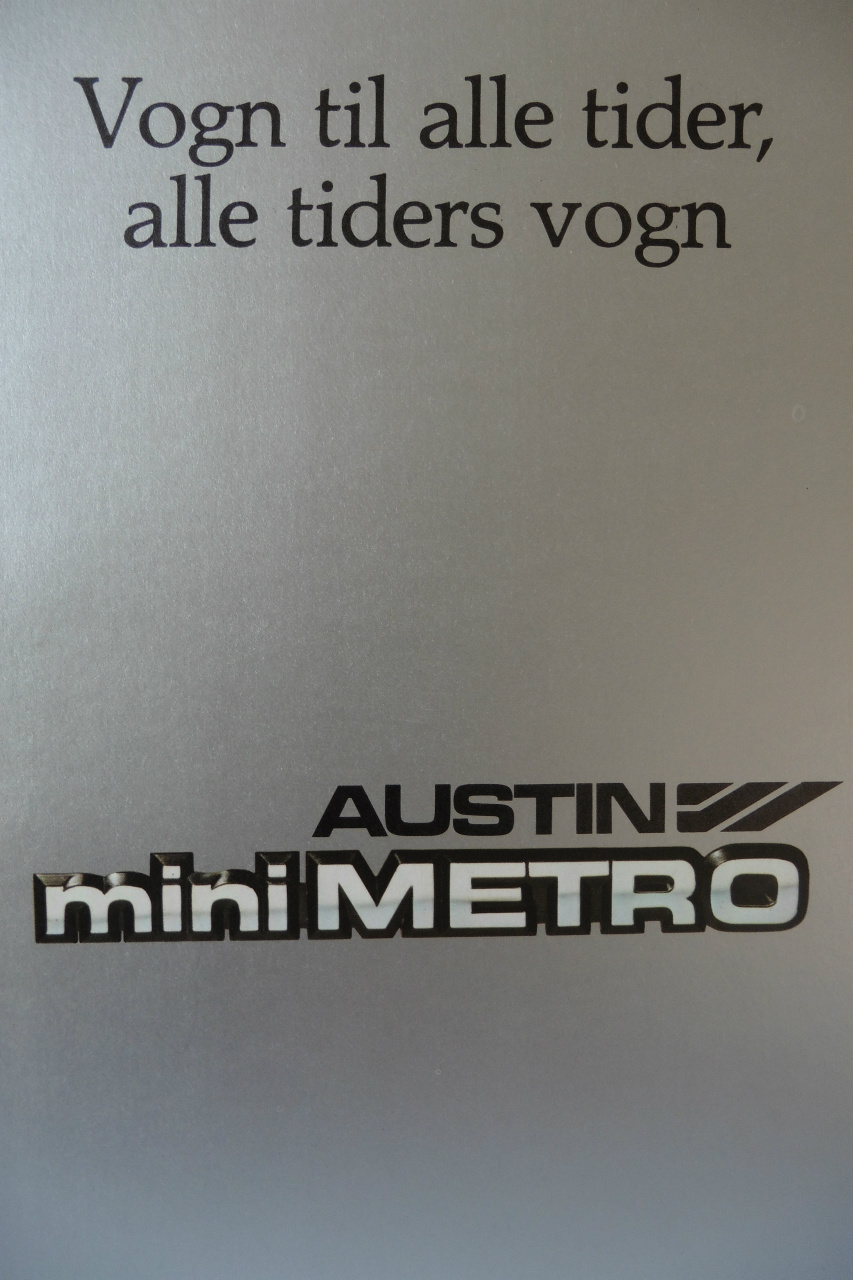 Vogn til alle tider,
alle tiders vogn
AUSTIN
mini METRO